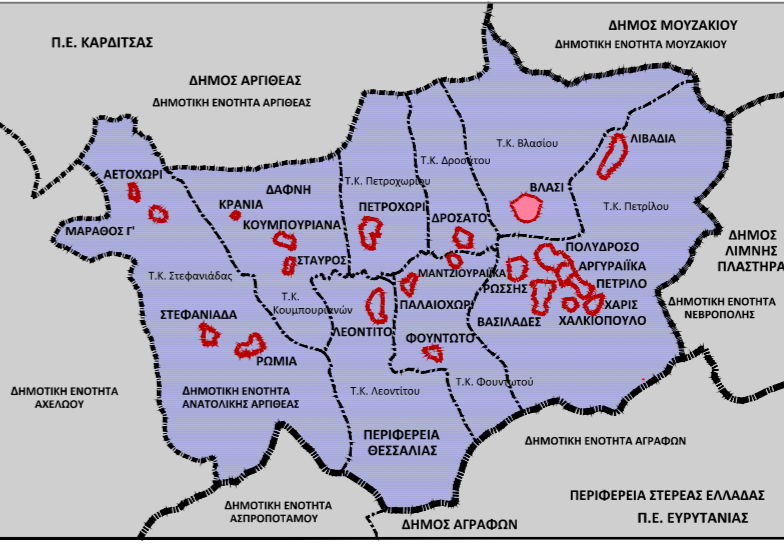 ΔΗΜΟΣ ΜΟΥΖΑΚΙΟΥ
Π.Ε. ΚΑΡΔΙΤΣΑΣ
ΔΗΜΟΤΙΚΗ ΕΝΟΤΗΤΑ ΜΟΥΖΑΚΙΟΥ
ΔΗΜΟΣ ΑΡΓΙΘΕΑΣ
ΔΗΜΟΤΙΚΗ ΕΝΟΤΗΤΑ ΑΡΓΙΘΕΑΣ
ΛΙΒΑΔΙΑ
Τ.Κ. Βλασίου
Τ.Κ. Δροσάτου
ΑΕΤΟΧΩΡΙ
Τ.Κ. Πετροχωρίου
ΔΑΦΝΗ
ΒΛΑΣΙ
ΚΡΑΝΙΑ
ΠΕΤΡΟΧΩΡΙ
Τ.Κ. Πετρίλου
ΔΡΟΣΑΤΟ
ΚΟΥΜΠΟΥΡΙΑΝΑ
ΜΑΡΑΘΟΣ Γ'
ΔΗΜΟΣ
ΛΙΜΝΗΣ
ΠΛΑΣΤΗΡΑ
ΠΟΛΥΔΡΟΣΟ
ΣΤΑΥΡΟΣ
ΑΡΓΥΡΑΙΪΚΑ
ΜΑΝΤΖΙΟΥΡΑΙΪΚΑ
Τ.Κ. Στεφανιάδας
ΠΕΤΡΙΛΟ
ΡΩΣΣΗΣ
Τ.Κ.
Κουμπουριανών
ΠΑΛΑΙΟΧΩΡΙ
ΧΑΡΙΣ
ΔΗΜΟΤΙΚΗ ΕΝΟΤΗΤΑ
ΝΕΒΡΟΠΟΛΗΣ
ΣΤΕΦΑΝΙΑΔΑ
ΒΑΣΙΛΑΔΕΣ
ΧΑΛΚΙΟΠΟΥΛΟ
ΛΕΟΝΤΙΤΟ
ΦΟΥΝΤΩΤΟ
ΡΩΜΙΑ
Τ.Κ. Φουντωτού
ΔΗΜΟΤΙΚΗ ΕΝΟΤΗΤΑ
ΑΧΕΛΩΟΥ
ΔΗΜΟΤΙΚΗ ΕΝΟΤΗΤΑ
ΑΝΑΤΟΛΙΚΗΣ ΑΡΓΙΘΕΑΣ
Τ.Κ. Λεοντίτου
ΠΕΡΙΦΕΡΕΙΑ
ΘΕΣΣΑΛΙΑΣ
ΔΗΜΟΤΙΚΗ ΕΝΟΤΗΤΑ ΑΓΡΑΦΩΝ
ΠΕΡΙΦΕΡΕΙΑ ΣΤΕΡΕΑΣ ΕΛΛΑΔΑΣ
ΔΗΜΟΤΙΚΗ ΕΝΟΤΗΤΑ
ΑΣΠΡΟΠΟΤΑΜΟΥ
ΔΗΜΟΣ ΑΓΡΑΦΩΝ
Π.Ε. ΕΥΡΥΤΑΝΙΑΣ